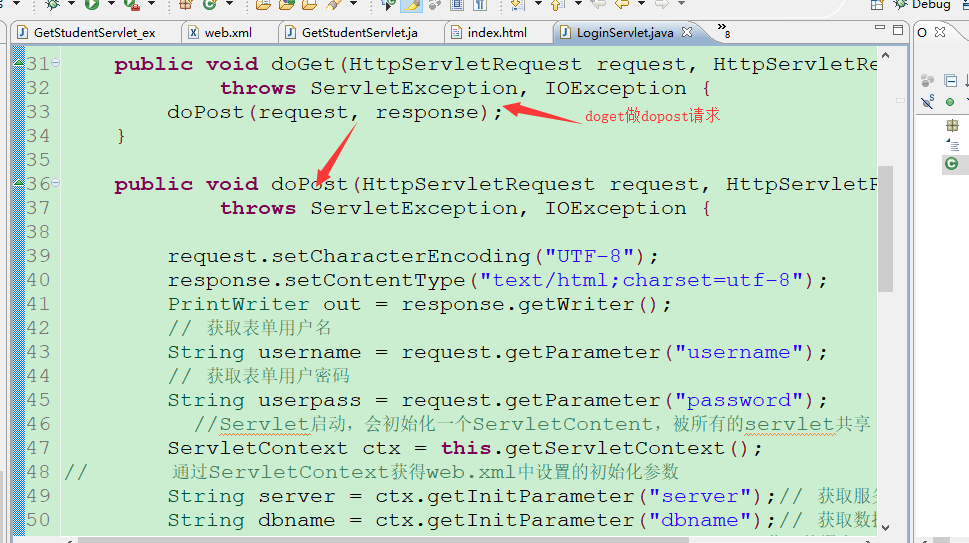 Debug
GetStudentServlet_ex
web.xml
GetStudentServlet.ja
index.html
LoginServlet.java
»8
O
31 public void doGet(HttpServletRequest request, HttpServletRe
32 throws ServletException, IOException {
33 doPost(request, response);
doget做dopost请求
34 }
35
36 public void doPost(HttpServletRequest request, HttpServletR
37 throws ServletException, IOException {
38
39 request.setCharacterEncoding("UTF-8");
40 response.setContentType("text/html;charset=utf-8");
41 PrintWriter out = response.getWriter();
42 // 获取表单用户名
43 String username = request.getParameter("username");
44 // 获取表单用户密码
45 String userpass = request.getParameter("password");
46 //Servlet启动，会初始化一个ServletContent，被所有的servlet共享
47 ServletContext ctx = this.getServletContext();
48 // 通过ServletContext获得web.xml中设置的初始化参数
49 String server = ctx.getInitParameter("server");// 获取服
50 String dbname = ctx.getInitParameter("dbname");// 获取数